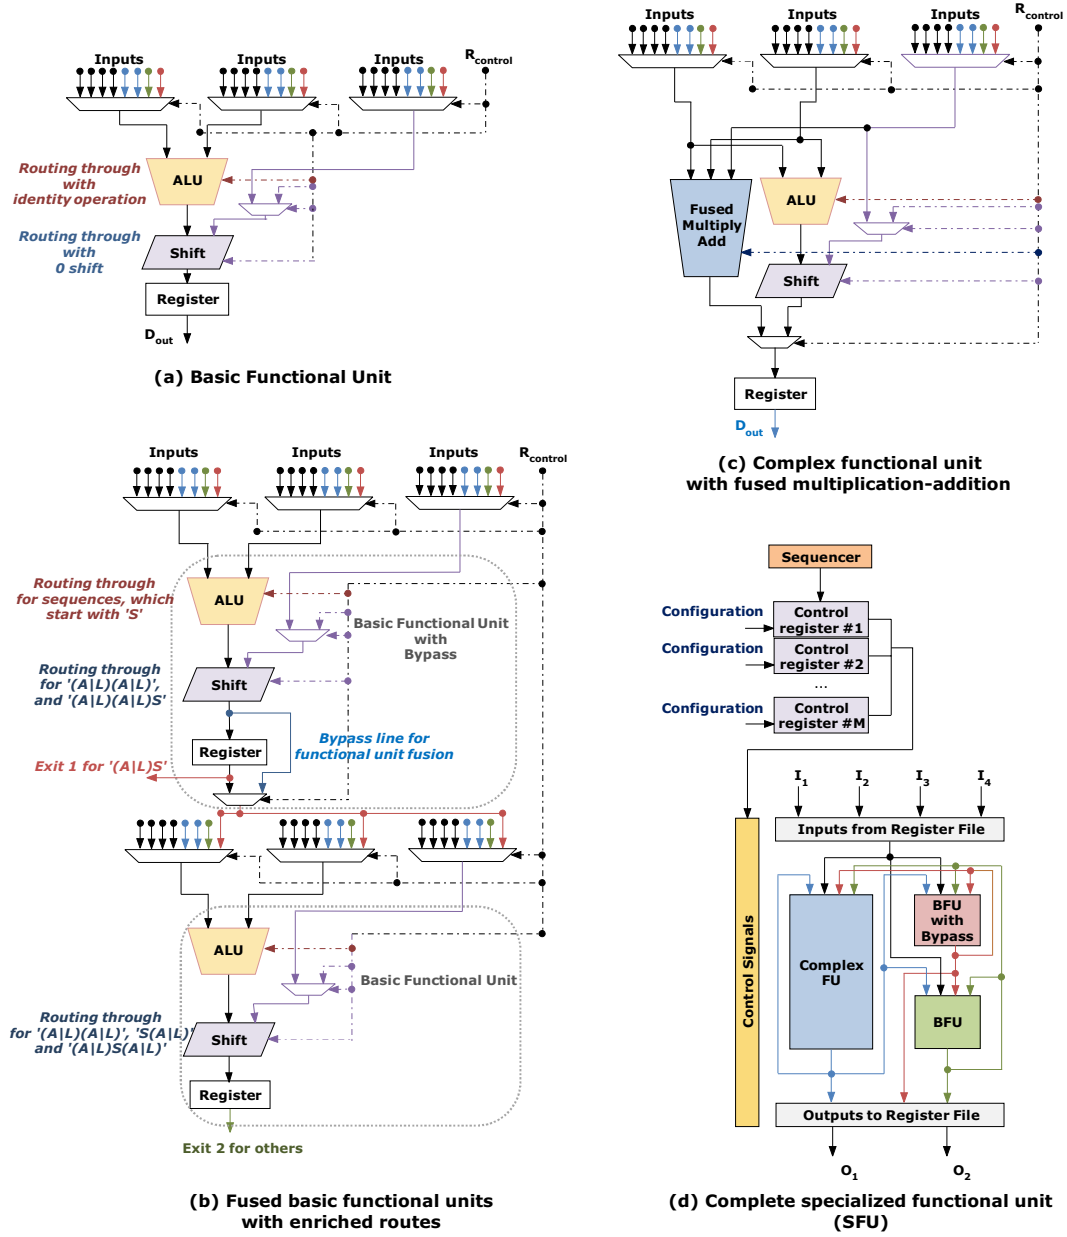 Inputs
Inputs
Inputs
R_control
Routing through
with
identity operation
ALU
Routing through
with
0 shift
Shift
Register
D_out
(a) Basic Functional Unit
Inputs
Inputs
Inputs
R_control
Fused
Multiply
Add
ALU
Shift
Register
D_out
(c) Complex functional unit
with fused multiplication-addition
Inputs
Inputs
Inputs
R_control
Routing through
for sequences, which
start with 'S'
ALU
Basic Functional Unit
with
Bypass
Routing through
for '(A|L)(A|L)',
and '(A|L)(A|L)S'
Shift
Register
Bypass line for
functional unit fusion
Exit 1 for '(A|L)S'
ALU
Basic Functional Unit
Routing through
for '(A|L)(A|L)', 'S(A|L)'
and '(A|L)S(A|L)'
Shift
Register
Exit 2 for others
(b) Fused basic functional units
with enriched routes
Sequencer
Configuration
Control
register #1
Configuration
Control
register #2
...
Configuration
Control
register #M
I1
I2
I3
I4
Inputs from Register File
Control Signals
Complex
FU
BFU
with
Bypass
BFU
Outputs to Register File
O1
O2
(d) Complete specialized functional unit
(SFU)